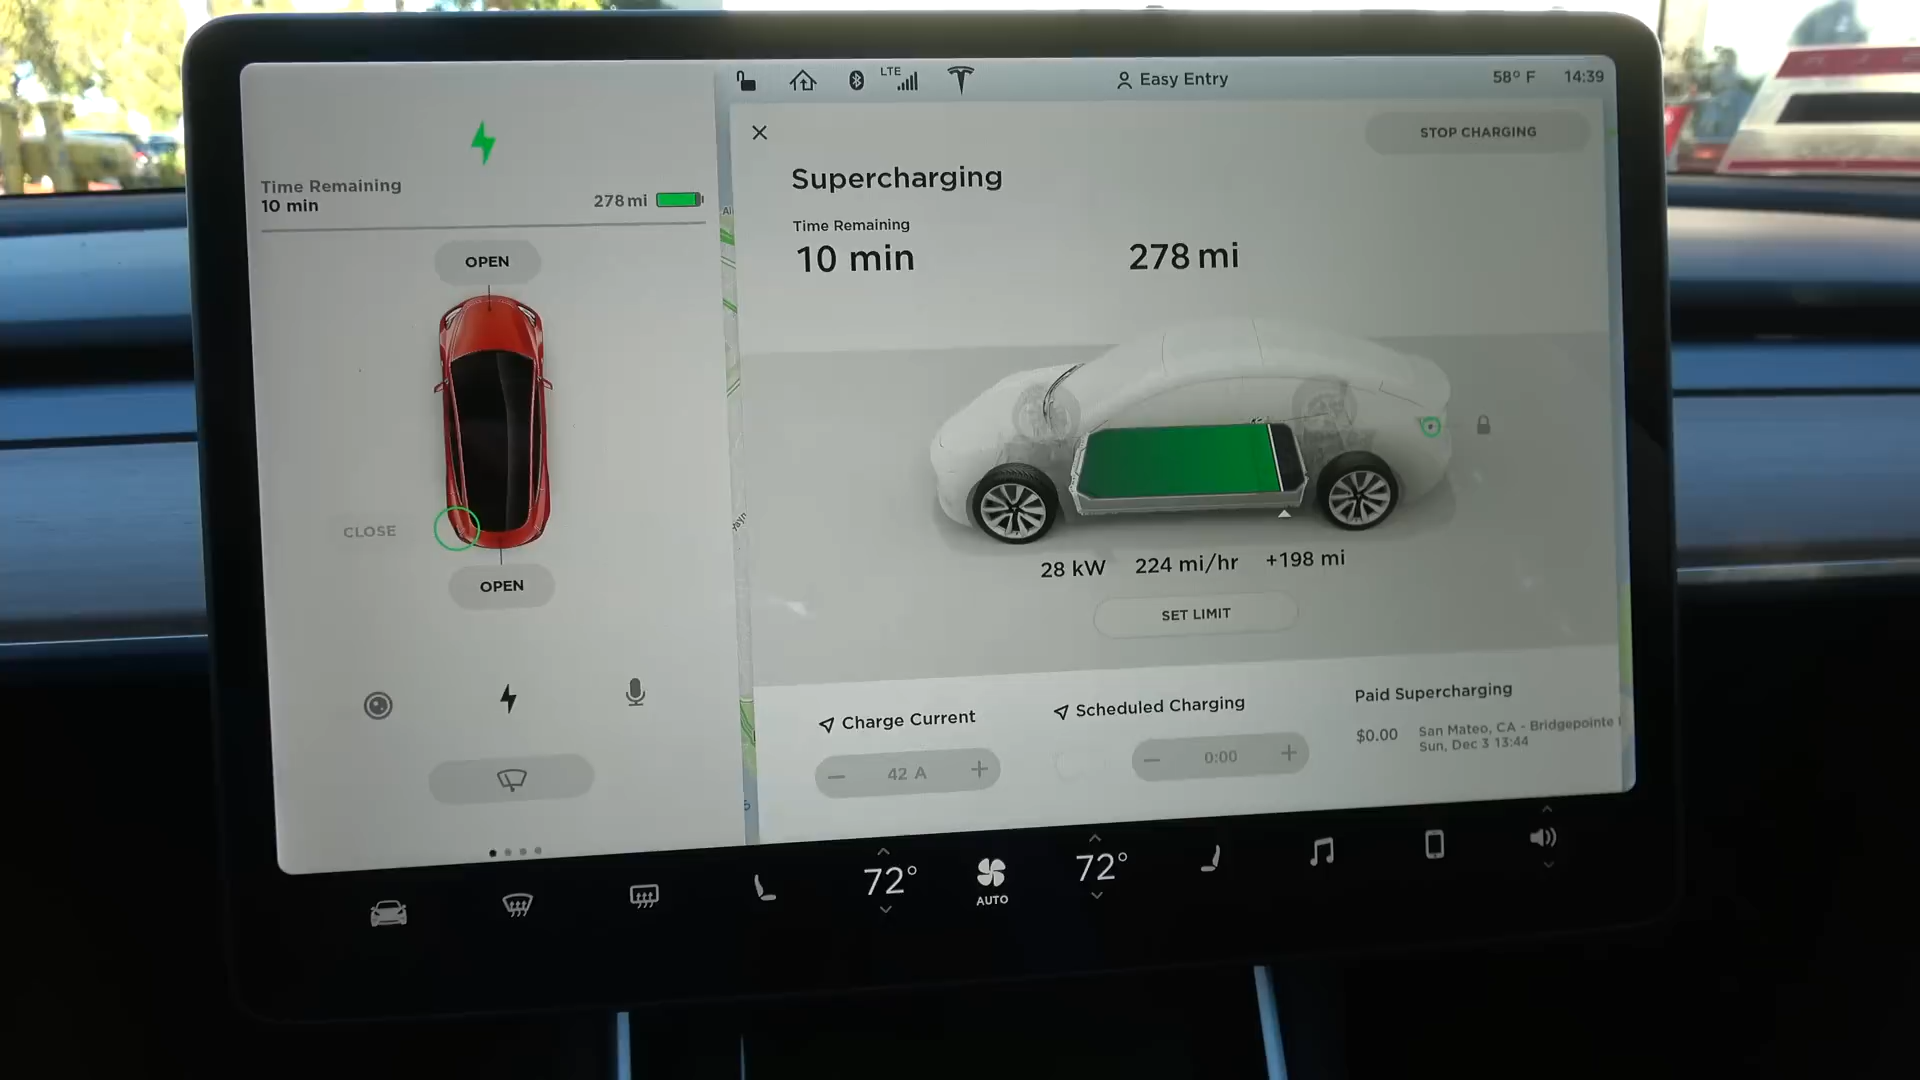 LTE
Easy Entry
58° F
14:39
Time Remaining
10 min
278 mi
OPEN
CLOSE
OPEN
STOP CHARGING
Supercharging
Time Remaining
10 min
278 mi
28 kW
224 mi/hr
+198 mi
SET LIMIT
Charge Current
42 A
Scheduled Charging
0:00
Paid Supercharging
$0.00
San Mateo, CA - Bridgepointe
Sun, Dec 3 13:44
72°
AUTO
72°